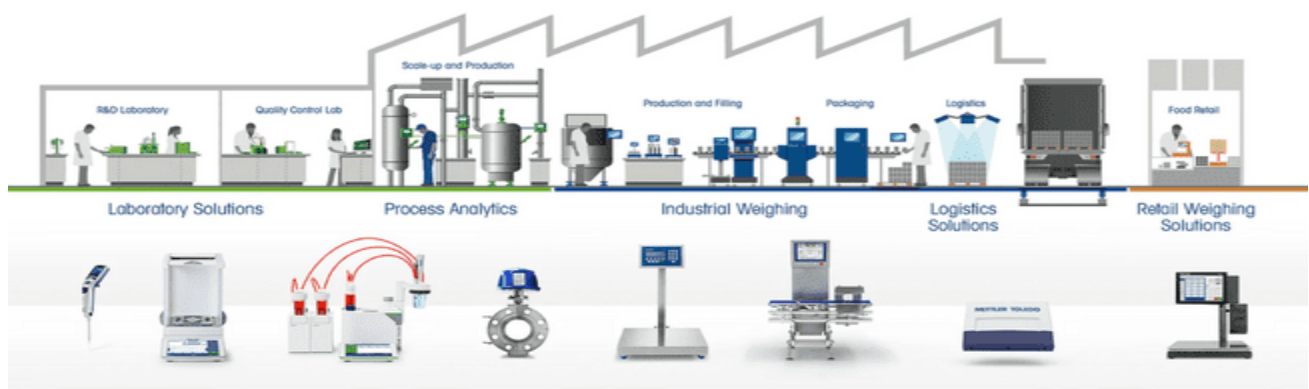 Scale-up and Production
R&D Laboratory
Quality Control Lab
Production and Filling
Packaging
Logistics
Food Retail
Laboratory Solutions
Process Analytics
Industrial Weighing
Logistics
Solutions
Retail Weighing
Solutions
METTLER TOLEDO